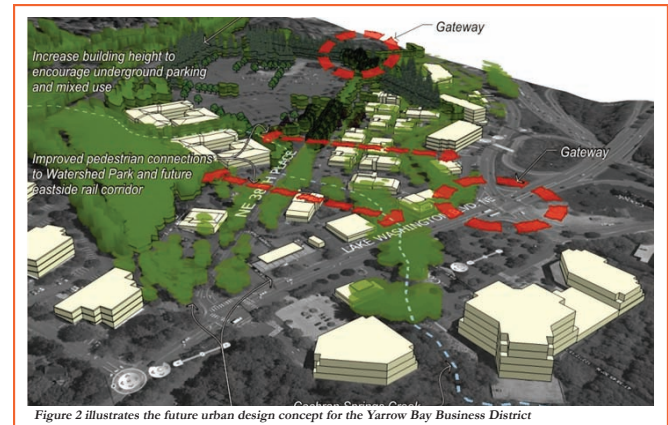 Gateway
Increase building height to
encourage underground parking
and mixed use
Gateway
Improved pedestrian connections
to Watershed Park and future
eastside rail corridor
NE 38TH PLACE
LAKE WASHINGTON BLVD NE
Cochran Springs Creek
Figure 2 illustrates the future urban design concept for the Yarrow Bay Business District